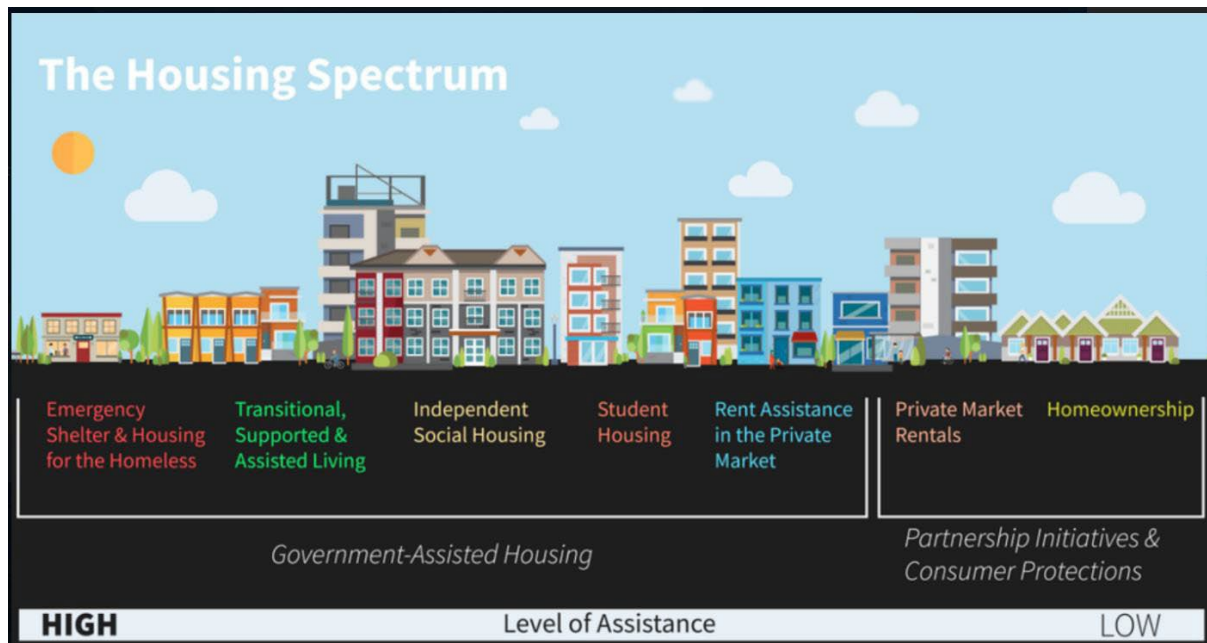 The Housing Spectrum
Emergency
Shelter & Housing
for the Homeless
Transitional,
Supported &
Assisted Living
Independent
Social Housing
Student
Housing
Rent Assistance
in the Private
Market
Private Market
Rentals
Homeownership
Government-Assisted Housing
Partnership Initiatives &
Consumer Protections
HIGH
Level of Assistance
LOW